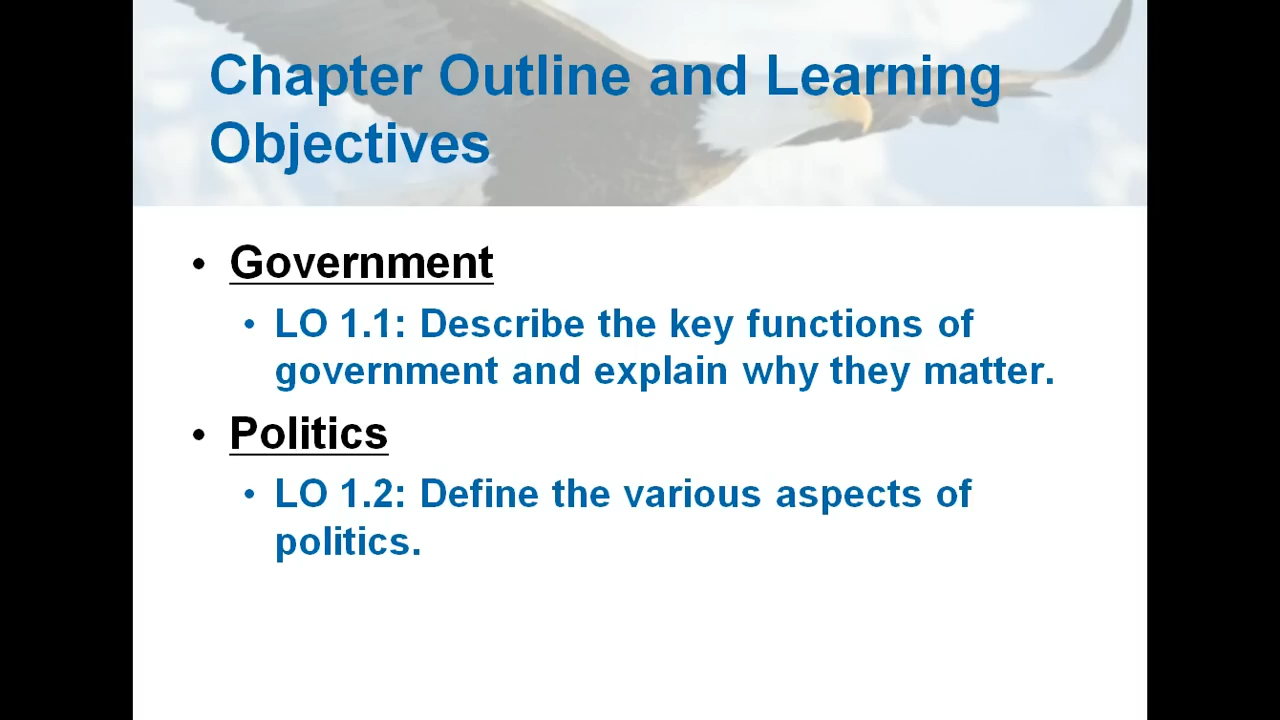 Chapter Outline and Learning
Objectives
• Government
• LO 1.1: Describe the key functions of
government and explain why they matter.
• Politics
• LO 1.2: Define the various aspects of
politics.